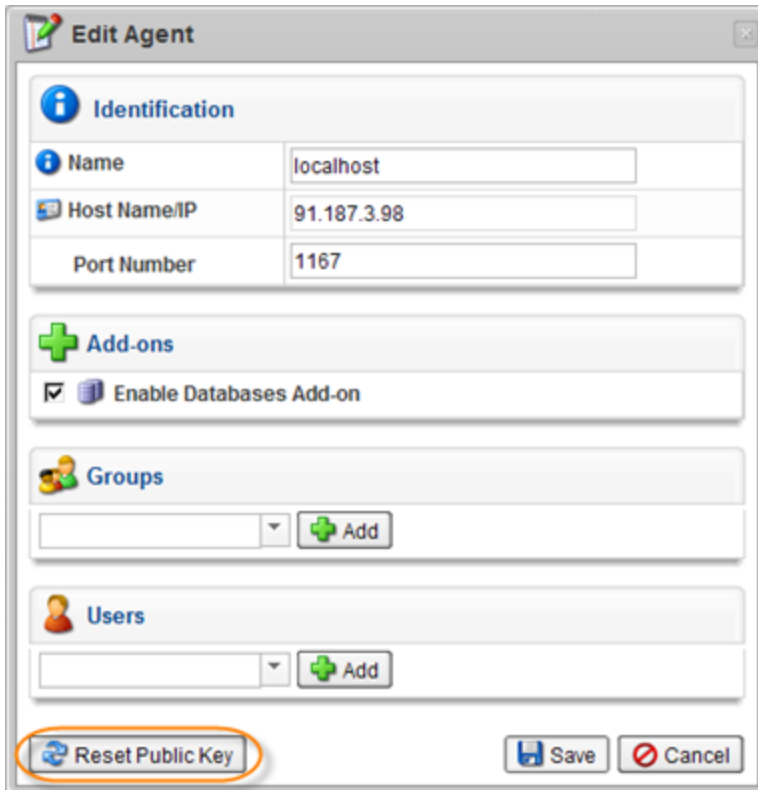 Edit Agent
Identification
Name localhost
Host Name/IP 91.187.3.98
Port Number 1167
Add-ons
Enable Databases Add-on
Groups
Add
Users
Add
Reset Public Key Save Cancel